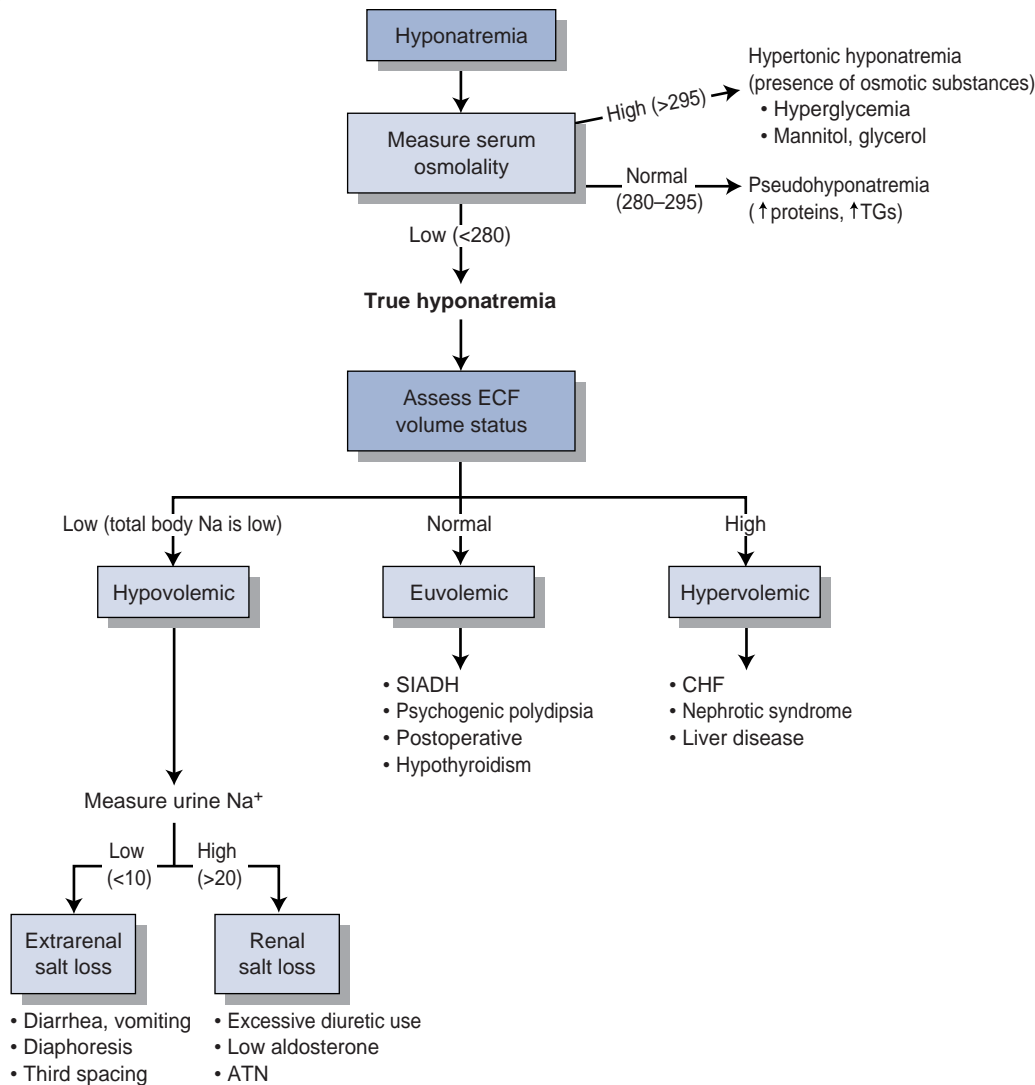 Hyponatremia
Measure serum
osmolality
High (>295)
Hypertonic hyponatremia
(presence of osmotic substances)
• Hyperglycemia
• Mannitol, glycerol
Normal
(280–295)
Pseudohyponatremia
(↑proteins, ↑TGs)
Low (<280)
True hyponatremia
Assess ECF
volume status
Low (total body Na is low)
Normal
High
Hypovolemic
Euvolemic
Hypervolemic
• SIADH
• Psychogenic polydipsia
• Postoperative
• Hypothyroidism
• CHF
• Nephrotic syndrome
• Liver disease
Measure urine Na⁺
Low
(<10)
High
(>20)
Extrarenal
salt loss
Renal
salt loss
• Diarrhea, vomiting
• Diaphoresis
• Third spacing
• Excessive diuretic use
• Low aldosterone
• ATN